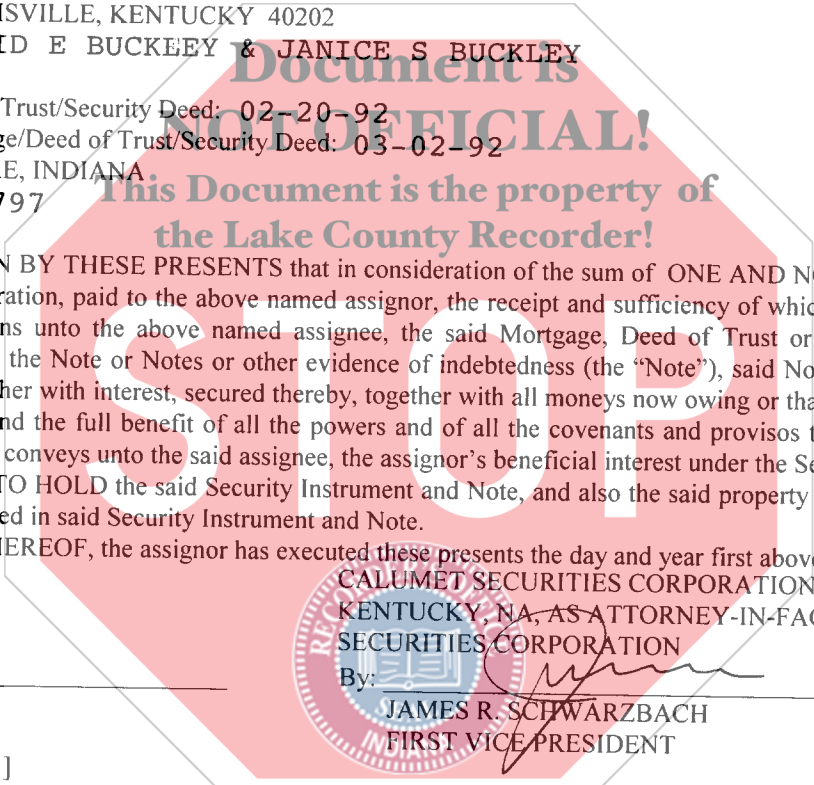 ISVILLE, KENTUCKY 40202
ID E BUCKLEY & JANICE S BUCKLEY
Document is
Trust/Security Deed: 02-20-92
NOT OFFICIAL!
ge/Deed of Trust/Security Deed: 03-02-92
E, INDIANA
This Document is the property of
797
the Lake County Recorder!
N BY THESE PRESENTS that in consideration of the sum of ONE AND NO
ration, paid to the above named assignor, the receipt and sufficiency of whic
ns unto the above named assignee, the said Mortgage, Deed of Trust or
the Note or Notes or other evidence of indebtedness (the “Note”), said No
her with interest, secured thereby, together with all moneys now owing or tha
nd the full benefit of all the powers and of all the covenants and provisos t
STOP
conveys unto the said assignee, the assignor’s beneficial interest under the Se
TO HOLD the said Security Instrument and Note, and also the said property
ed in said Security Instrument and Note.
HEREOF, the assignor has executed these presents the day and year first above
CALUMET SECURITIES CORPORATION
KENTUCKY, NA, AS ATTORNEY-IN-FAC
SECURITIES CORPORATION
RECORDER'S OFFICE
By:
SEAL
JAMES R. SCHWARZBACH
FIRST VICE PRESIDENT
INDIANA
]